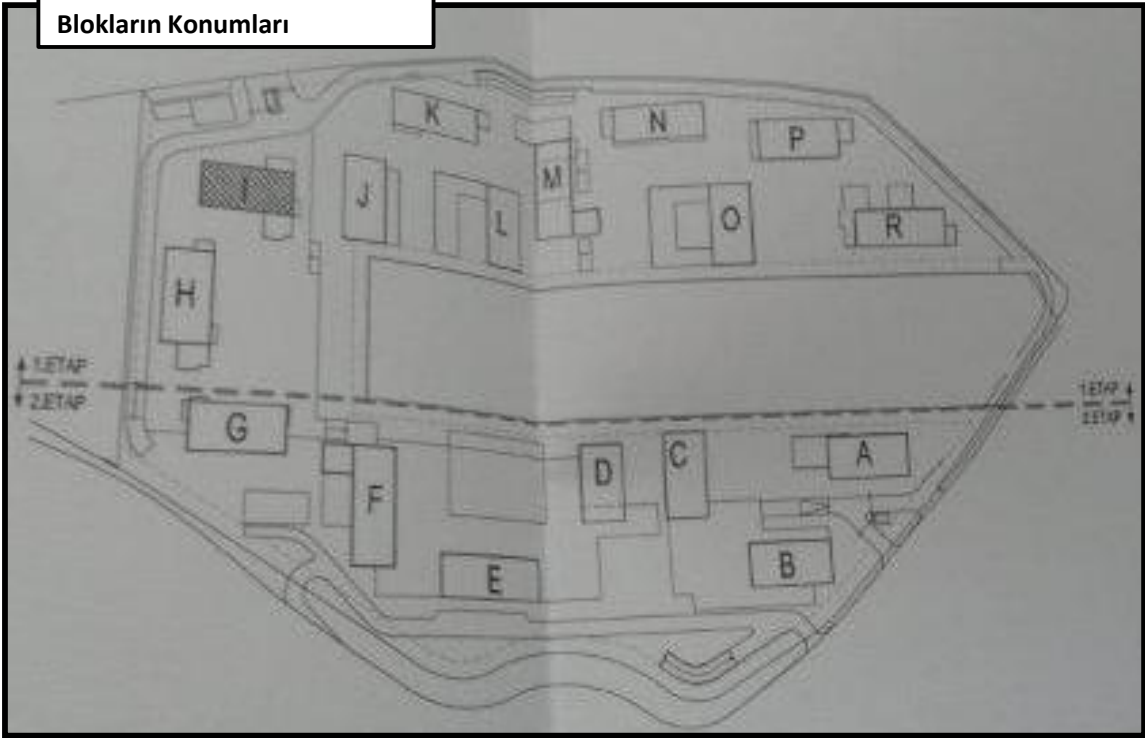 Blokların Konumları
K
N
P
I
J
M
L
O
R
H
1.ETAP
2.ETAP
1.ETAP
2.ETAP
G
F
D
C
A
E
B